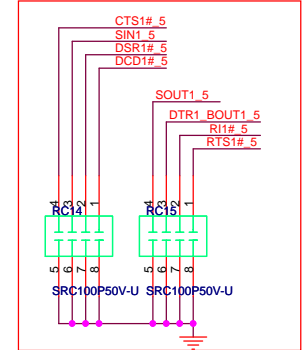 CTS1#_5
SIN1_5
DSR1#_5
DCD1#_5
SOUT1_5
DTR1_BOUT1_5
RI1#_5
RTS1#_5
4 3 2 1 4 3 2 1
RC14 RC15
5 6 7 8 5 6 7 8
SRC100P50V-U SRC100P50V-U